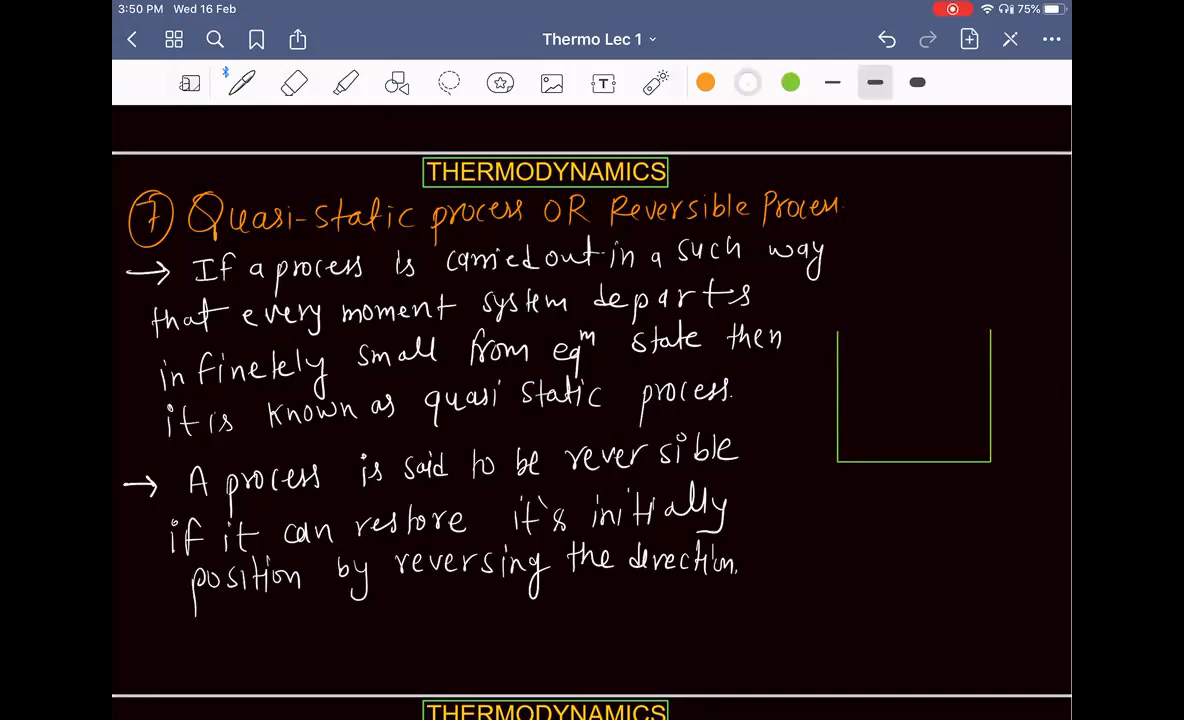 3:50 PM Wed 16 Feb
75%
Thermo Lec 1
THERMODYNAMICS
7 Quasi-static process OR Reversible Process.
→ If a process is carried out in a such way
that every moment system departs
infinetely small from eqᵐ state then
it is known as quasi static process.
→ A process is said to be reversible
if it can restore it's initially
position by reversing the direction.
THERMODYNAMICS